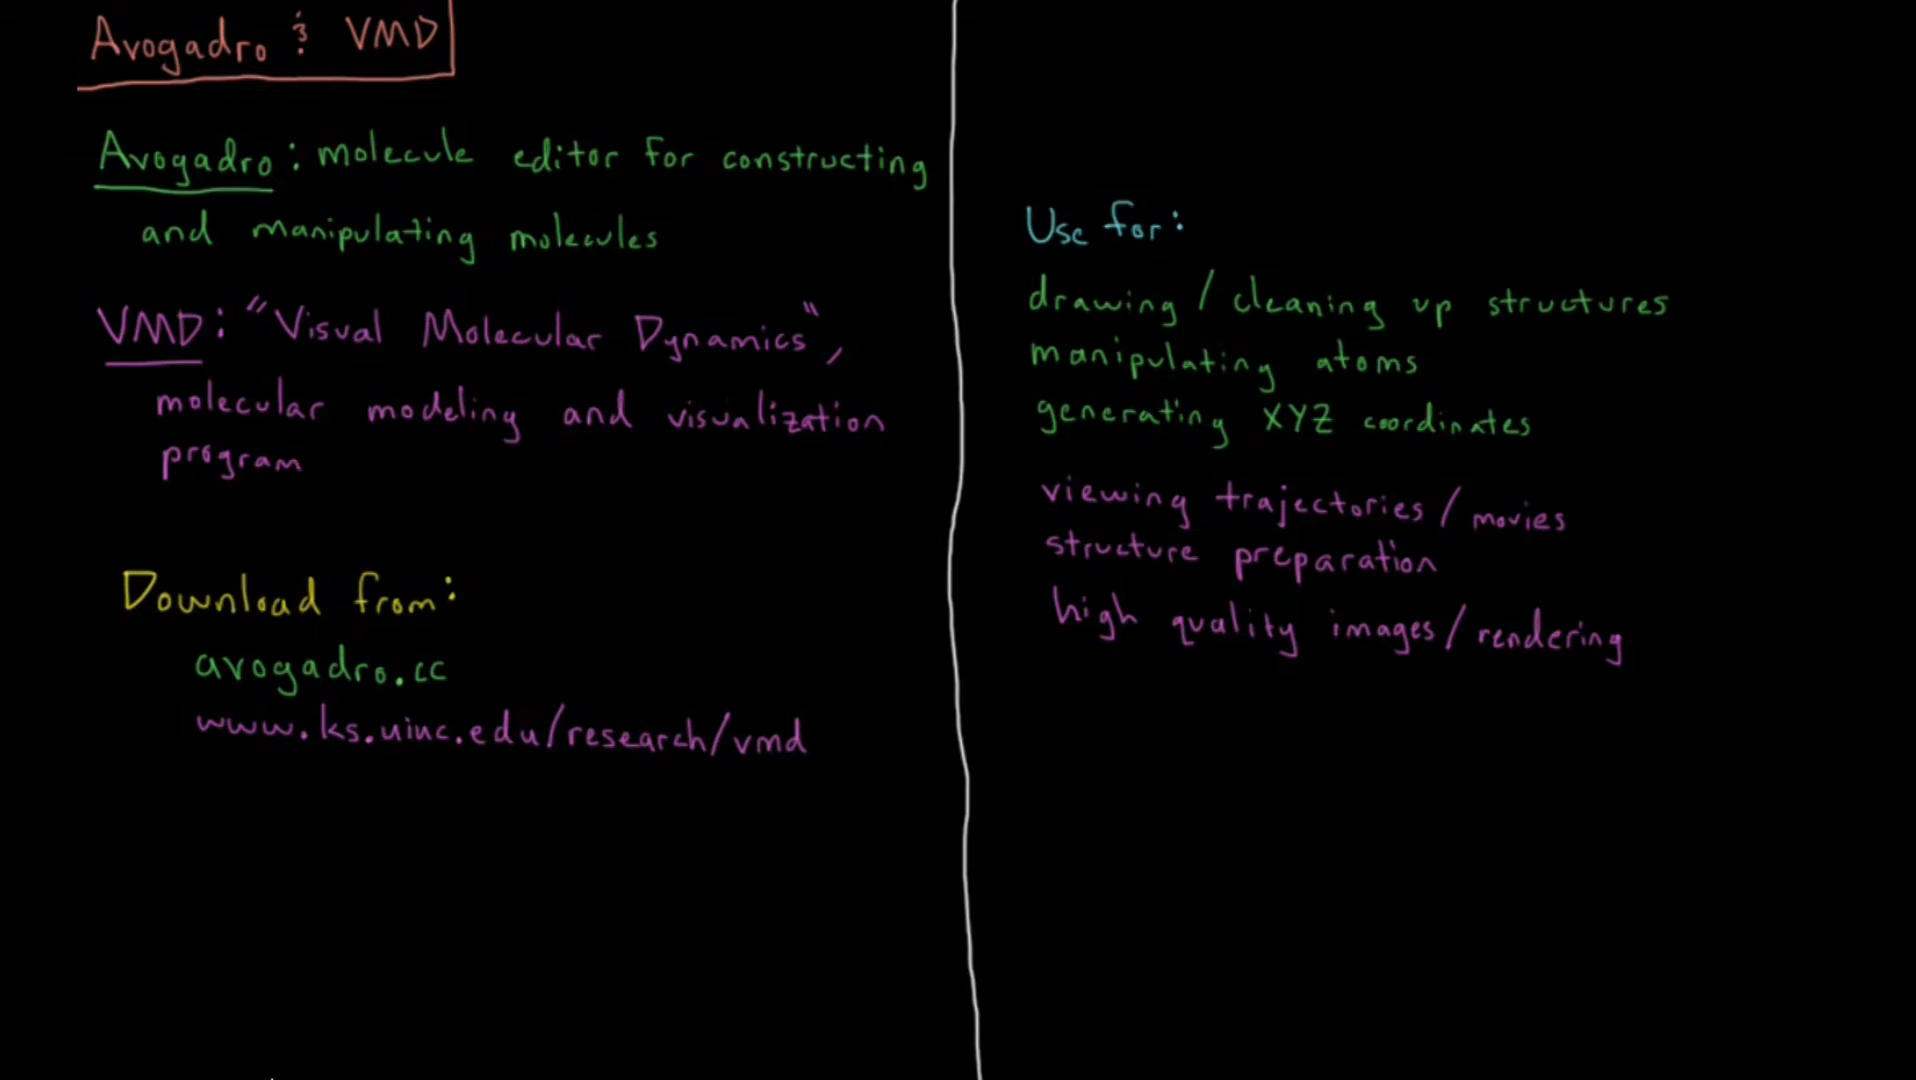 Avogadro & VMD
Avogadro: molecule editor for constructing
and manipulating molecules
VMD: "Visual Molecular Dynamics",
molecular modeling and visualization
program
Download from:
avogadro.cc
www.ks.uiuc.edu/research/vmd
Use for:
drawing / cleaning up structures
manipulating atoms
generating XYZ coordinates
viewing trajectories / movies
structure preparation
high quality images / rendering